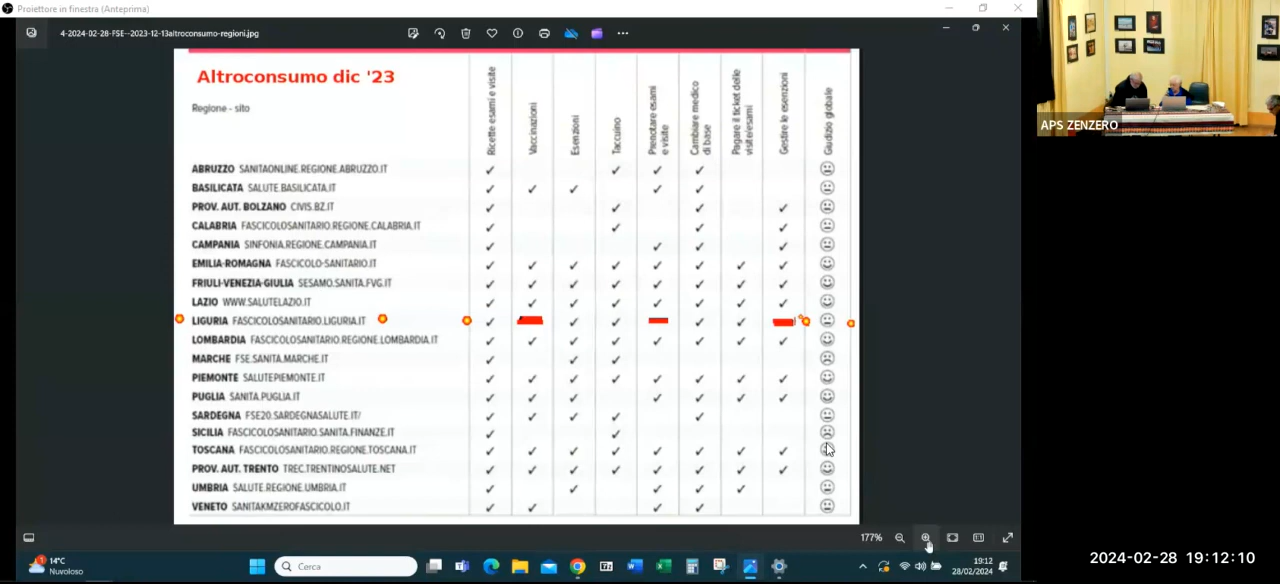 Proiettore in finestra (Anteprima)
4-2024-02-28-FSE--2023-12-13altroconsumo-regioni.jpg
Altroconsumo dic '23
Regione - sito
Ricette esami e visite
Vaccinazioni
Esenzioni
Taccuino
Prenotare esami
e visite
Cambiare medico
di base
Pagare il ticket delle
visite/esami
Gestire le esenzioni
Giudizio globale
ABRUZZO SANITAONLINE.REGIONE.ABRUZZO.IT
BASILICATA SALUTE.BASILICATA.IT
PROV. AUT. BOLZANO CIVIS.BZ.IT
CALABRIA FASCICOLOSANITARIO.REGIONE.CALABRIA.IT
CAMPANIA SINFONIA.REGIONE.CAMPANIA.IT
EMILIA-ROMAGNA FASCICOLO-SANITARIO.IT
FRIULI-VENEZIA-GIULIA SESAMO.SANITA.FVG.IT
LAZIO WWW.SALUTELAZIO.IT
LIGURIA FASCICOLOSANITARIO.LIGURIA.IT
LOMBARDIA FASCICOLOSANITARIO.REGIONE.LOMBARDIA.IT
MARCHE FSE.SANITA.MARCHE.IT
PIEMONTE SALUTEPIEMONTE.IT
PUGLIA SANITA.PUGLIA.IT
SARDEGNA FSE20.SARDEGNASALUTE.IT/
SICILIA FASCICOLOSANITARIO.SANITA.FINANZE.IT
TOSCANA FASCICOLOSANITARIO.REGIONE.TOSCANA.IT
PROV. AUT. TRENTO TREC.TRENTINOSALUTE.NET
UMBRIA SALUTE.REGIONE.UMBRIA.IT
VENETO SANITAKMZEROFASCICOLO.IT
177%
14°C
Nuvoloso
Cerca
19:12
28/02/2024
APS ZENZERO
2024-02-28 19:12:10